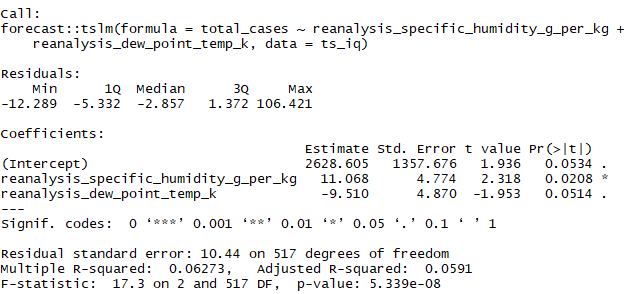 Call:
forecast::tslm(formula = total_cases ~ reanalysis_specific_humidity_g_per_kg +
    reanalysis_dew_point_temp_k, data = ts_iq)

Residuals:
    Min      1Q  Median      3Q     Max
-12.289  -5.332  -2.857   1.372 106.421

Coefficients:
                                      Estimate Std. Error t value Pr(>|t|)
(Intercept)                           2628.605   1357.676   1.936   0.0534 .
reanalysis_specific_humidity_g_per_kg   11.068      4.774   2.318   0.0208 *
reanalysis_dew_point_temp_k             -9.510      4.870  -1.953   0.0514 .
---
Signif. codes:  0 ‘***’ 0.001 ‘**’ 0.01 ‘*’ 0.05 ‘.’ 0.1 ‘ ’ 1

Residual standard error: 10.44 on 517 degrees of freedom
Multiple R-squared:  0.06273,   Adjusted R-squared:  0.0591
F-statistic:  17.3 on 2 and 517 DF,  p-value: 5.339e-08